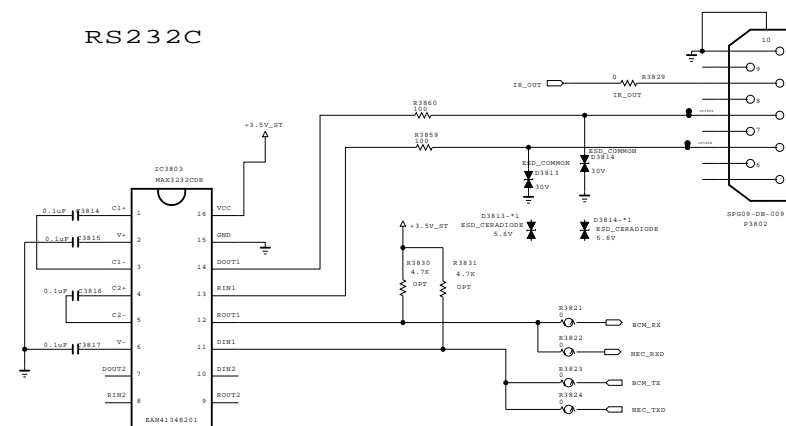 RS232C
10
9
IR_OUT
0 R3829
IR_OUT
8
R3860
100
+3.5V_ST
7
R3859
100
IC3803
MAX3232CDR
ESD_COMMON
D3814
30V
ESD_COMMON
D3813
30V
6
0.1uF C3814
C1+ 1
16 VCC
SPG09-DB-009
P3802
0.1uF C3815
V+ 2
15 GND
+3.5V_ST
D3813-*1
ESD_CERADIODE
5.6V
D3814-*1
ESD_CERADIODE
5.6V
C1- 3
14 DOUT1
R3830
4.7K
OPT
R3831
4.7K
OPT
0.1uF C3816
C2+ 4
13 RIN1
C2- 5
12 ROUT1
R3821
0
BCM_RX
0.1uF C3817
V- 6
11 DIN1
R3822
0
NEC_RXD
DOUT2 7
10 DIN2
R3823
0
BCM_TX
RIN2 8
9 ROUT2
R3824
0
NEC_TXD
EAN41348201